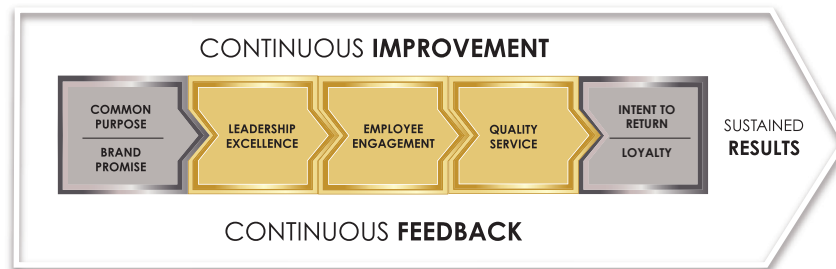 CONTINUOUS IMPROVEMENT
COMMON
PURPOSE
BRAND
PROMISE
LEADERSHIP
EXCELLENCE
EMPLOYEE
ENGAGEMENT
QUALITY
SERVICE
INTENT TO
RETURN
LOYALTY
SUSTAINED
RESULTS
CONTINUOUS FEEDBACK